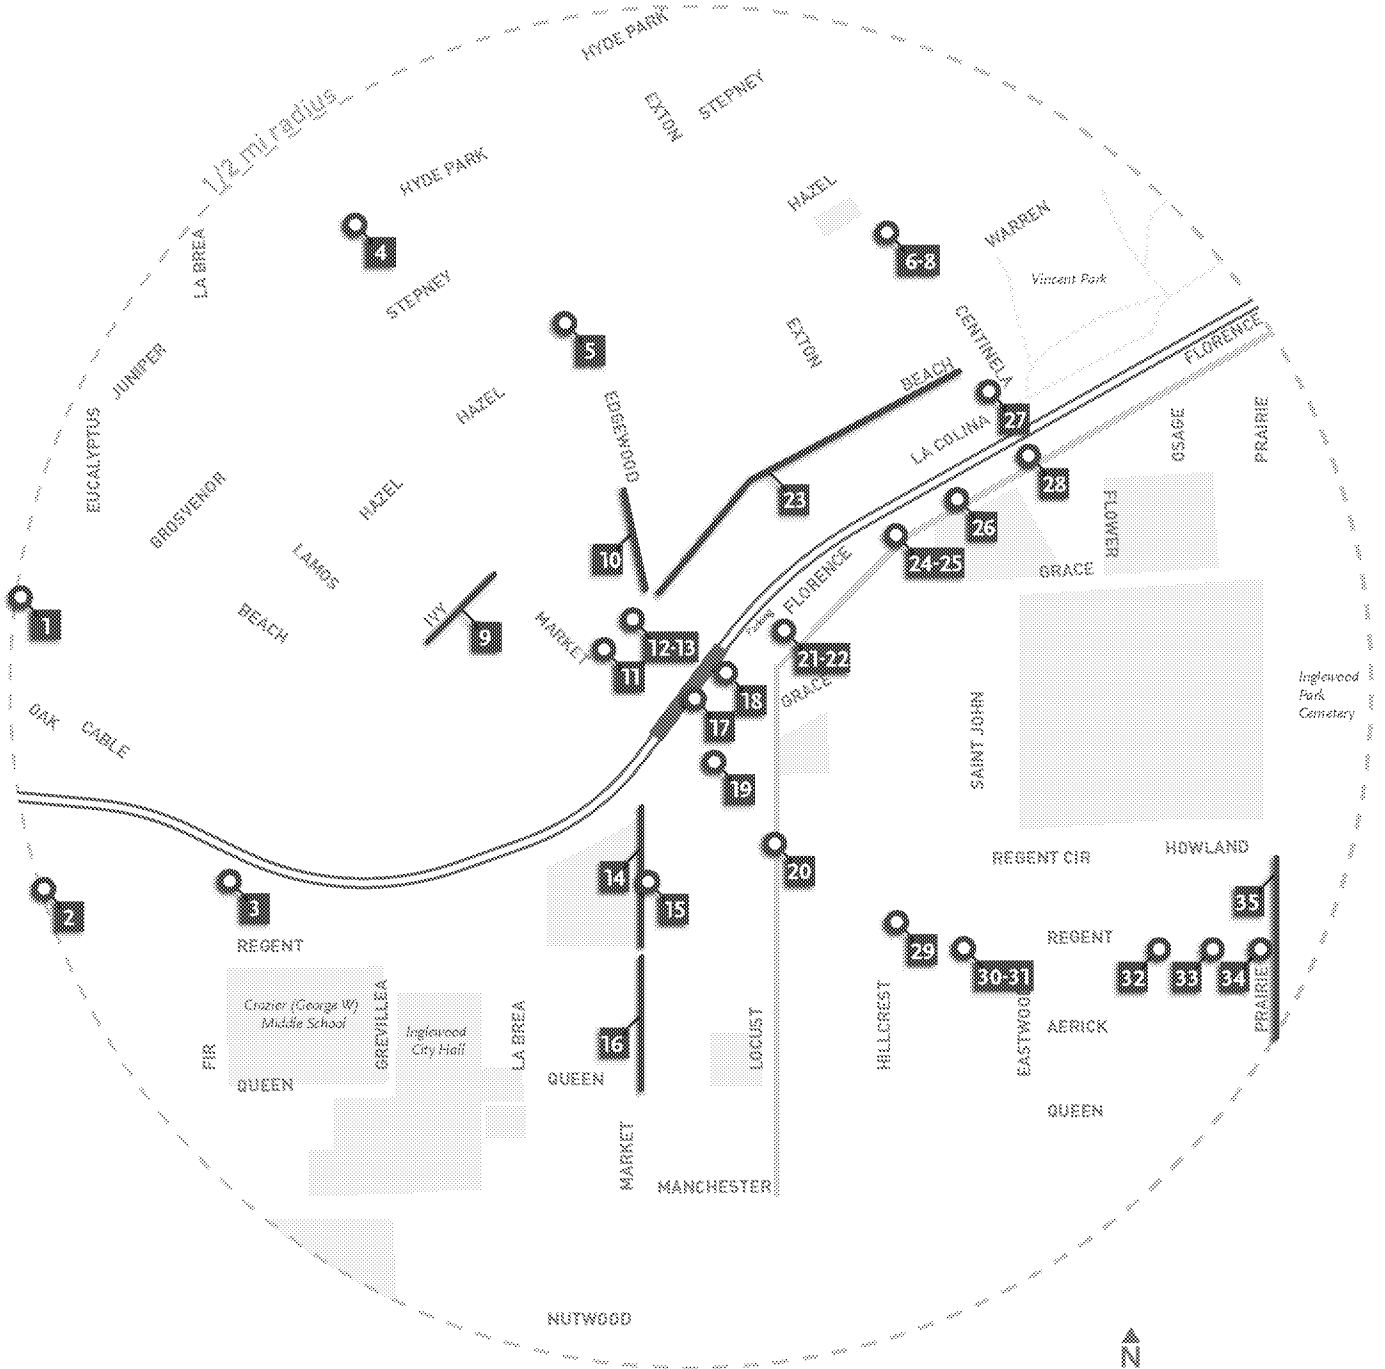 HYDE PARK
EXTON
STEPNEY
1/2 mi radius
HYDE PARK
HAZEL
LA BREA
4
6-8
WARREN
Vincent Park
STEPNEY
5
EXTON
CENTINELA
FLORENCE
JUNIPER
EUCALYPTUS
HAZEL
EDGEWOOD
BEACH
27
LA COLINA
OSAGE
PRAIRIE
GROSVENOR
HAZEL
23
28
26
FLOWER
LAMOS
10
24-25
GRACE
FLORENCE
1
BEACH
IVY
9
MARKET
12-13
11
Parking
21-22
GRACE
18
17
SAINT JOHN
Inglewood
Park
Cemetery
OAK
CABLE
19
14
15
20
REGENT CIR
HOWLAND
2
3
REGENT
35
29
30-31
REGENT
32
33
34
PRAIRIE
Crozier (George W)
Middle School
GREVILLEA
Inglewood
City Hall
LA BREA
16
LOCUST
HILLCREST
EASTWOO
AERICK
FIR
QUEEN
QUEEN
QUEEN
MARKET
MANCHESTER
NUTWOOD
N